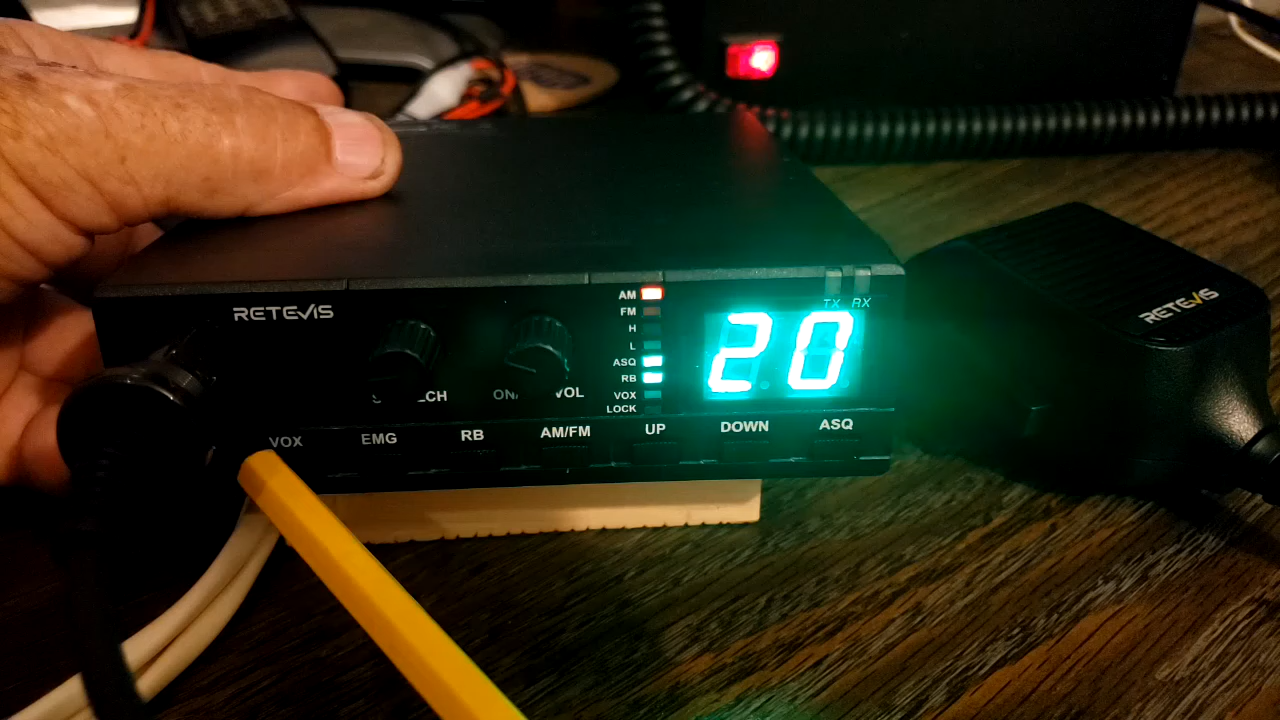 RETEVIS
AM
FM
H
L
ASQ
RB
VOX
LOCK
TX RX
20
VOL
VOX EMG RB AM/FM UP DOWN ASQ
RETEVIS